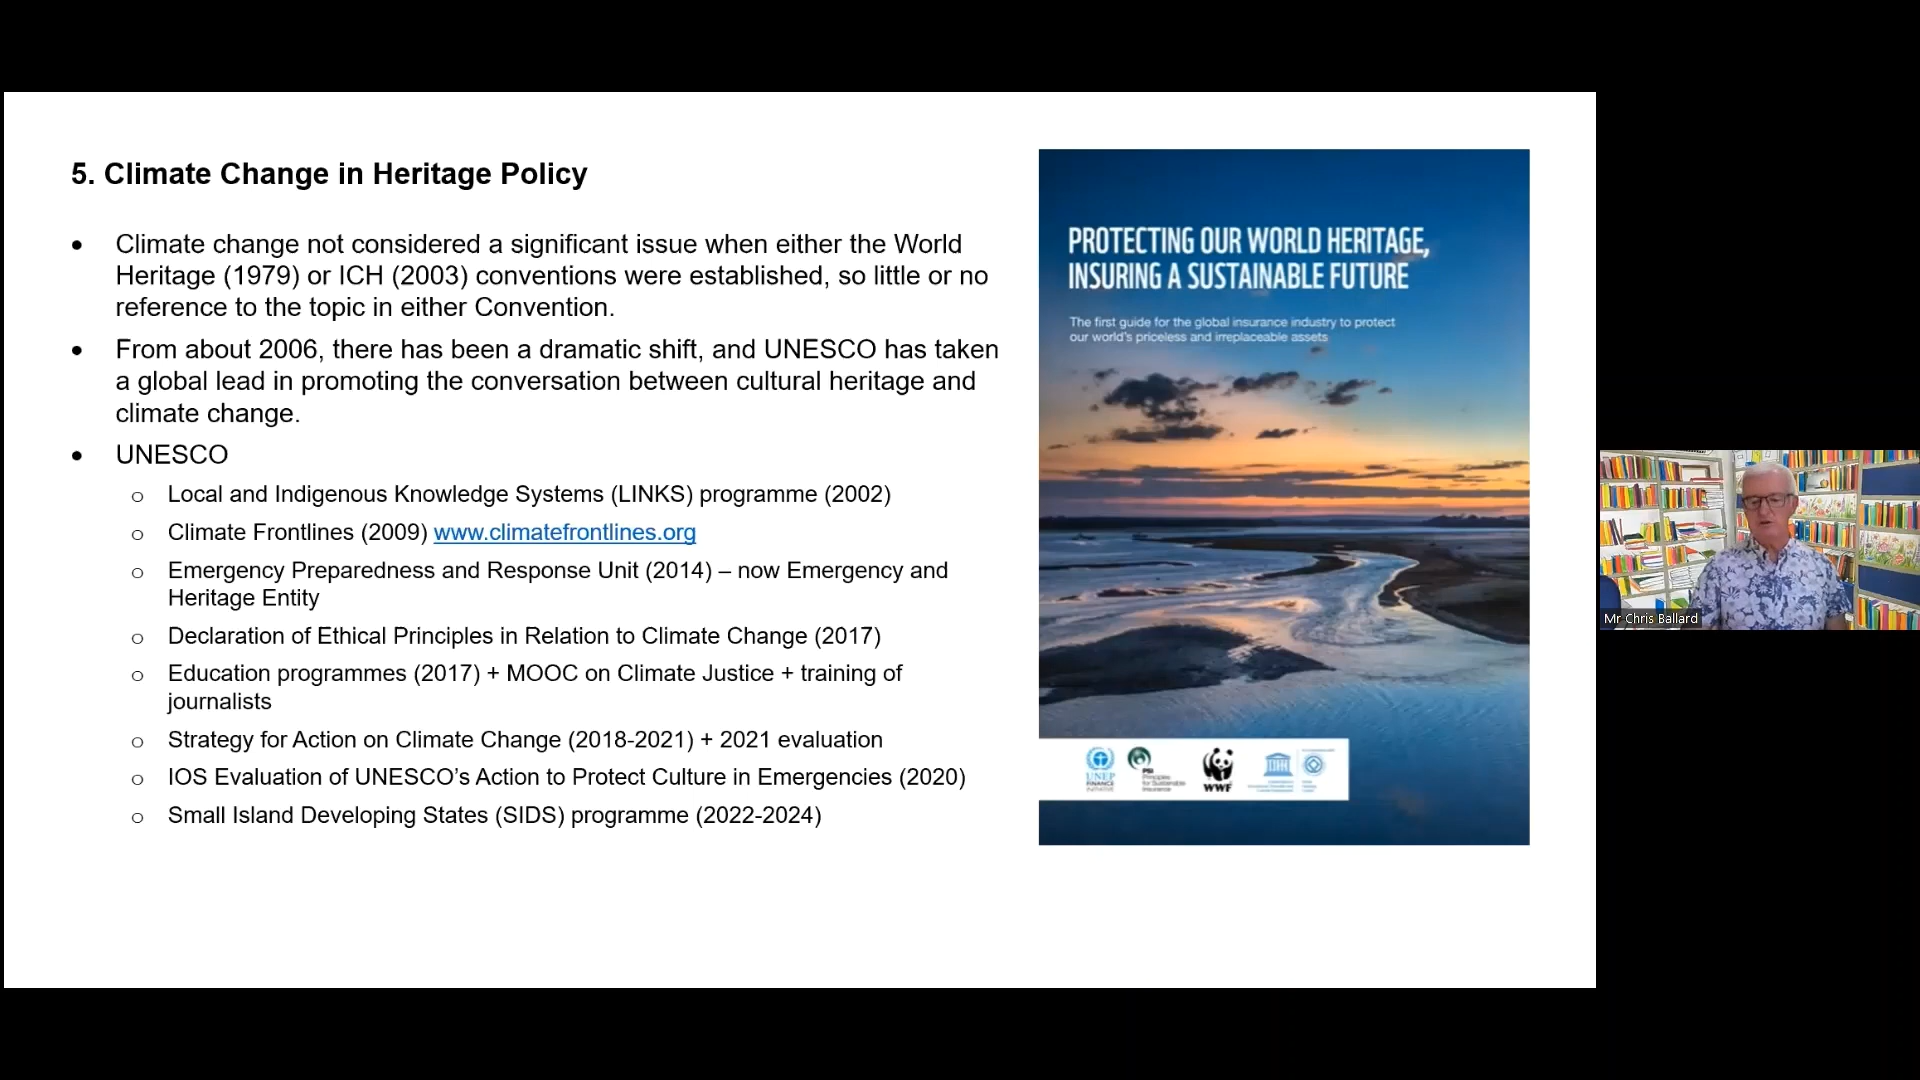 5. Climate Change in Heritage Policy
• Climate change not considered a significant issue when either the World
Heritage (1979) or ICH (2003) conventions were established, so little or no
reference to the topic in either Convention.
• From about 2006, there has been a dramatic shift, and UNESCO has taken
a global lead in promoting the conversation between cultural heritage and
climate change.
• UNESCO
o Local and Indigenous Knowledge Systems (LINKS) programme (2002)
o Climate Frontlines (2009) www.climatefrontlines.org
o Emergency Preparedness and Response Unit (2014) – now Emergency and
Heritage Entity
o Declaration of Ethical Principles in Relation to Climate Change (2017)
o Education programmes (2017) + MOOC on Climate Justice + training of
journalists
o Strategy for Action on Climate Change (2018-2021) + 2021 evaluation
o IOS Evaluation of UNESCO’s Action to Protect Culture in Emergencies (2020)
o Small Island Developing States (SIDS) programme (2022-2024)
PROTECTING OUR WORLD HERITAGE,
INSURING A SUSTAINABLE FUTURE
The first guide for the global insurance industry to protect
our world's priceless and irreplaceable assets
UNEP
FINANCE
INITIATIVE
PSI
Principles
for Sustainable
Insurance
WWF
Mr Chris Ballard